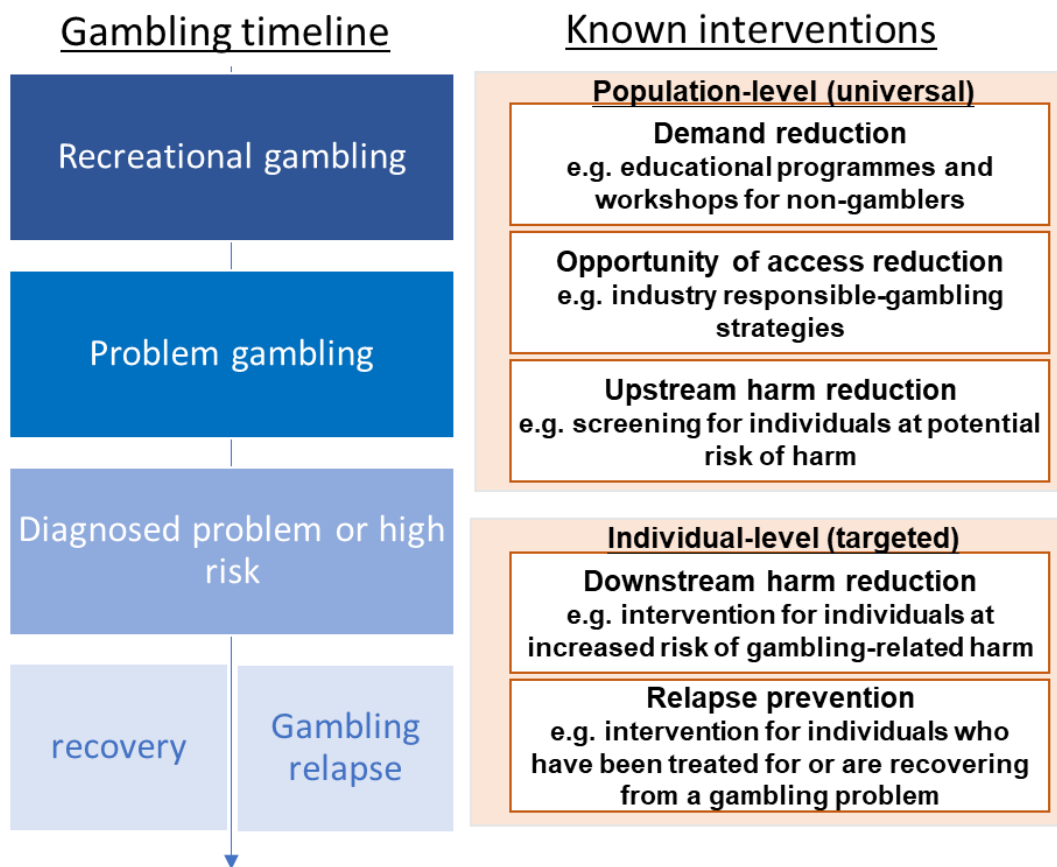 Gambling timeline
Recreational gambling
Problem gambling
Diagnosed problem or high
risk
recovery
Gambling
relapse
Known interventions
Population-level (universal)
Demand reduction
e.g. educational programmes and
workshops for non-gamblers
Opportunity of access reduction
e.g. industry responsible-gambling
strategies
Upstream harm reduction
e.g. screening for individuals at potential
risk of harm
Individual-level (targeted)
Downstream harm reduction
e.g. intervention for individuals at
increased risk of gambling-related harm
Relapse prevention
e.g. intervention for individuals who
have been treated for or are recovering
from a gambling problem